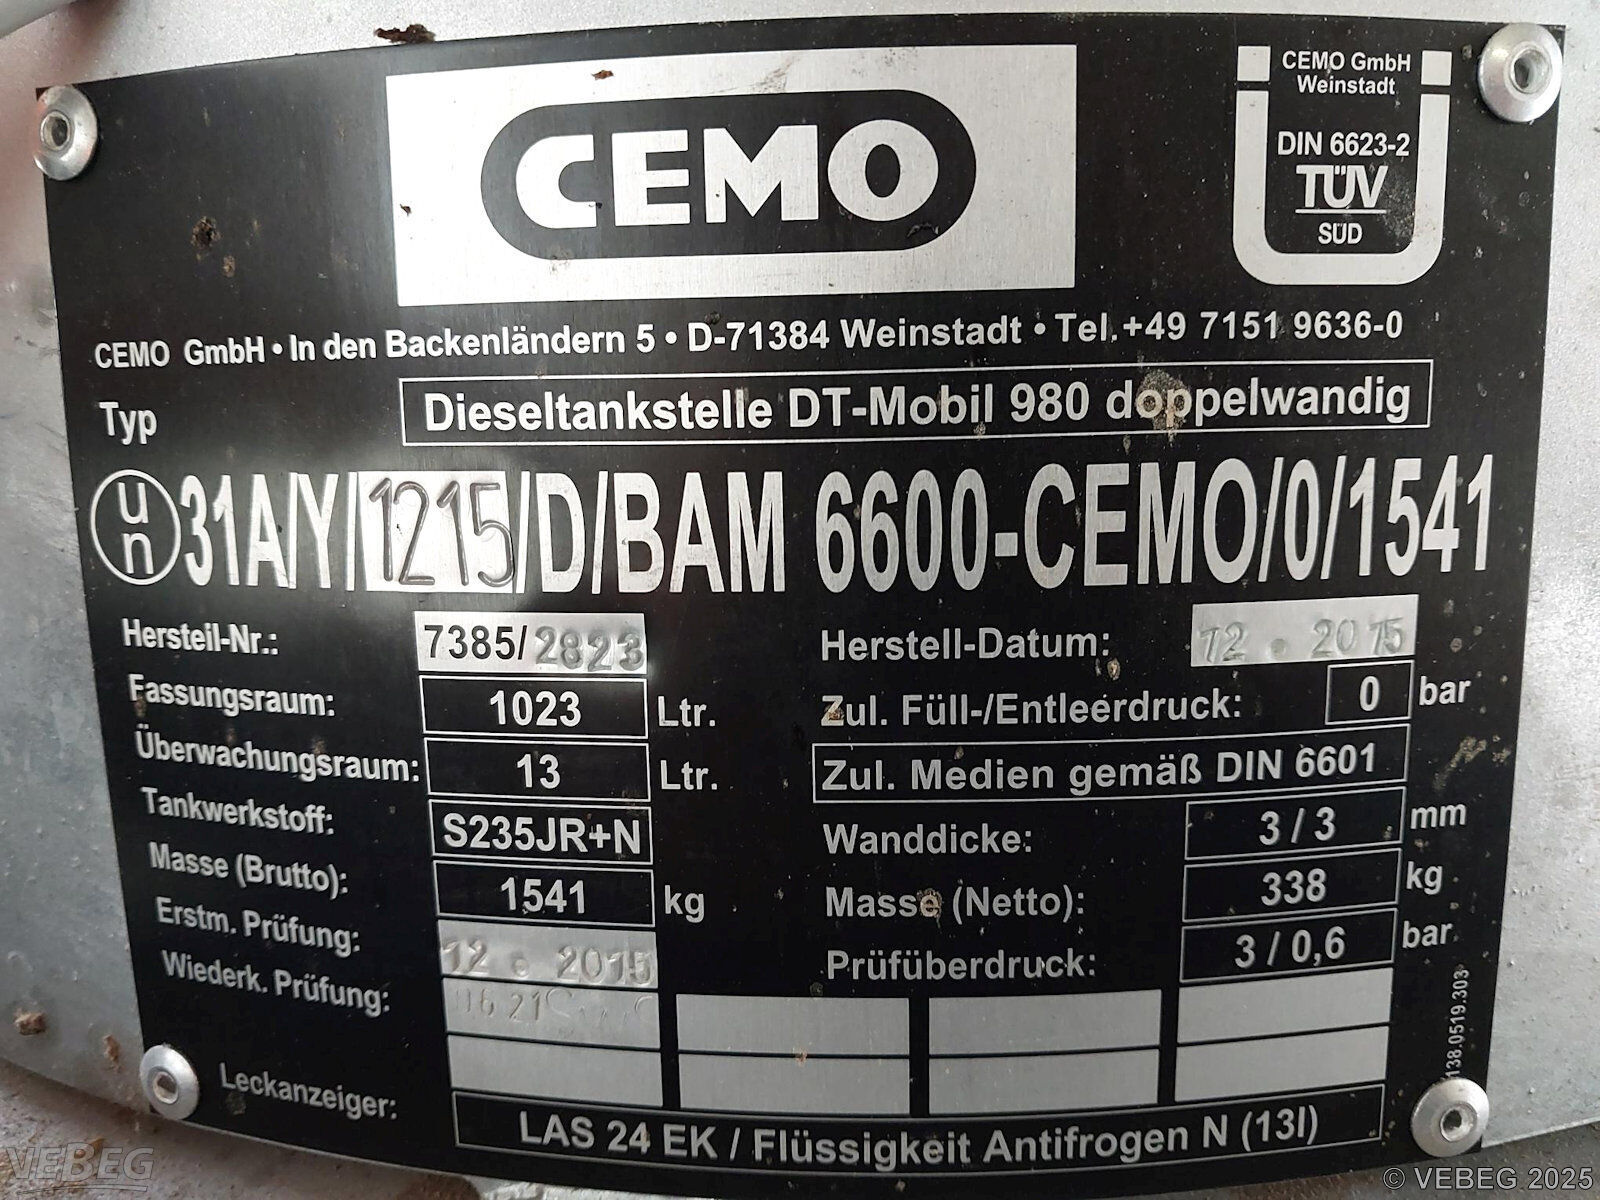 CEMO
CEMO GmbH
Weinstadt
DIN 6623-2
TÜV
SÜD
CEMO GmbH • In den Backenländern 5 • D-71384 Weinstadt • Tel.+49 7151 9636-0
Typ Dieseltankstelle DT-Mobil 980 doppelwandig
un 31A/Y/1215/D/BAM 6600-CEMO/0/1541
Herstell-Nr.: 7385/2823 Herstell-Datum: 12.2015
Fassungsraum: 1023 Ltr. Zul. Füll-/Entleerdruck: 0 bar
Überwachungsraum: 13 Ltr. Zul. Medien gemäß DIN 6601
Tankwerkstoff: S235JR+N Wanddicke: 3/3 mm
Masse (Brutto): 1541 kg Masse (Netto): 338 kg
Erstm. Prüfung: 12.2015 Prüfüberdruck: 3/0,6 bar
Wiederk. Prüfung: 06 21
138.0519.303
Leckanzeiger: LAS 24 EK / Flüssigkeit Antifrogen N (13l)
VEBEG
© VEBEG 2025